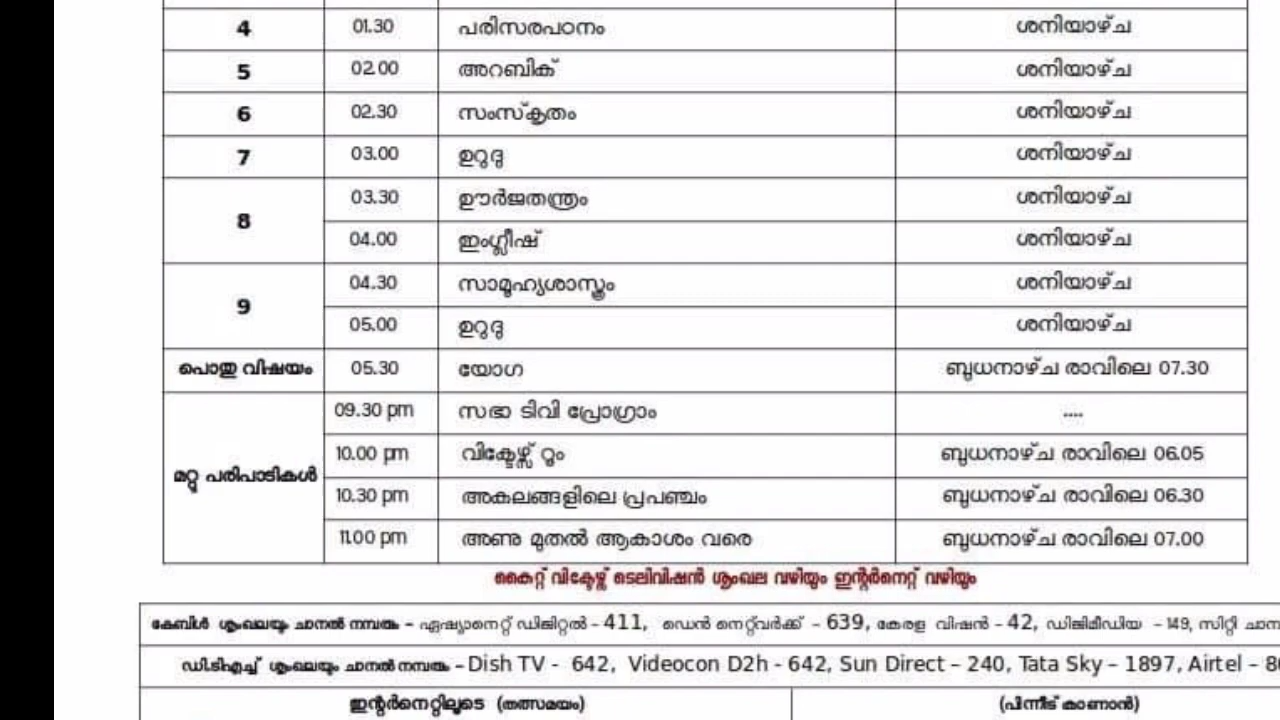 4 01.30 പരിസരപഠനം ശനിയാഴ്ച
5 02.00 അറബിക് ശനിയാഴ്ച
6 02.30 സംസ്കൃതം ശനിയാഴ്ച
7 03.00 ഉറുദു ശനിയാഴ്ച
8 03.30 ഊർജതന്ത്രം ശനിയാഴ്ച
04.00 ഇംഗ്ലീഷ് ശനിയാഴ്ച
9 04.30 സാമൂഹ്യശാസ്ത്രം ശനിയാഴ്ച
05.00 ഉറുദു ശനിയാഴ്ച
പൊതു വിഷയം 05.30 യോഗ ബുധനാഴ്ച രാവിലെ 07.30
മറ്റു പരിപാടികൾ 09.30 pm സഭാ ടിവി പ്രോഗ്രാം ....
10.00 pm വിക്ടേഴ്സ് റൂം ബുധനാഴ്ച രാവിലെ 06.05
10.30 pm അകലങ്ങളിലെ പ്രപഞ്ചം ബുധനാഴ്ച രാവിലെ 06.30
11.00 pm അണു മുതൽ ആകാശം വരെ ബുധനാഴ്ച രാവിലെ 07.00
കൈറ്റ് വിക്ടേഴ്സ് ടെലിവിഷൻ ശൃംഖല വഴിയും ഇന്റർനെറ്റ് വഴിയും
കേബിൾ ശൃംഖലയും ചാനൽ നമ്പരും – ഏഷ്യാനെറ്റ് ഡിജിറ്റൽ – 411, ഡെൻ നെറ്റ്‌വർക്ക് – 639, കേരള വിഷൻ – 42, ഡിജിമീഡിയ – 149, സിറ്റി
ഡി.ടി.എച്ച് ശൃംഖലയും ചാനൽ നമ്പരും – Dish TV - 642, Videocon D2h - 642, Sun Direct – 240, Tata Sky – 1897, Airtel –
ഇന്റർനെറ്റിലൂടെ (തത്സമയം) (പിന്നീട് കാണാൻ)